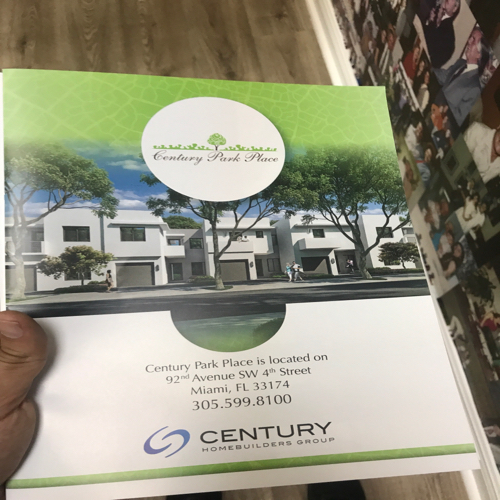 Century Park Place
Century Park Place is located on
92nd Avenue SW 4th Street
Miami, FL 33174
305.599.8100
CENTURY
HOMEBUILDERS GROUP